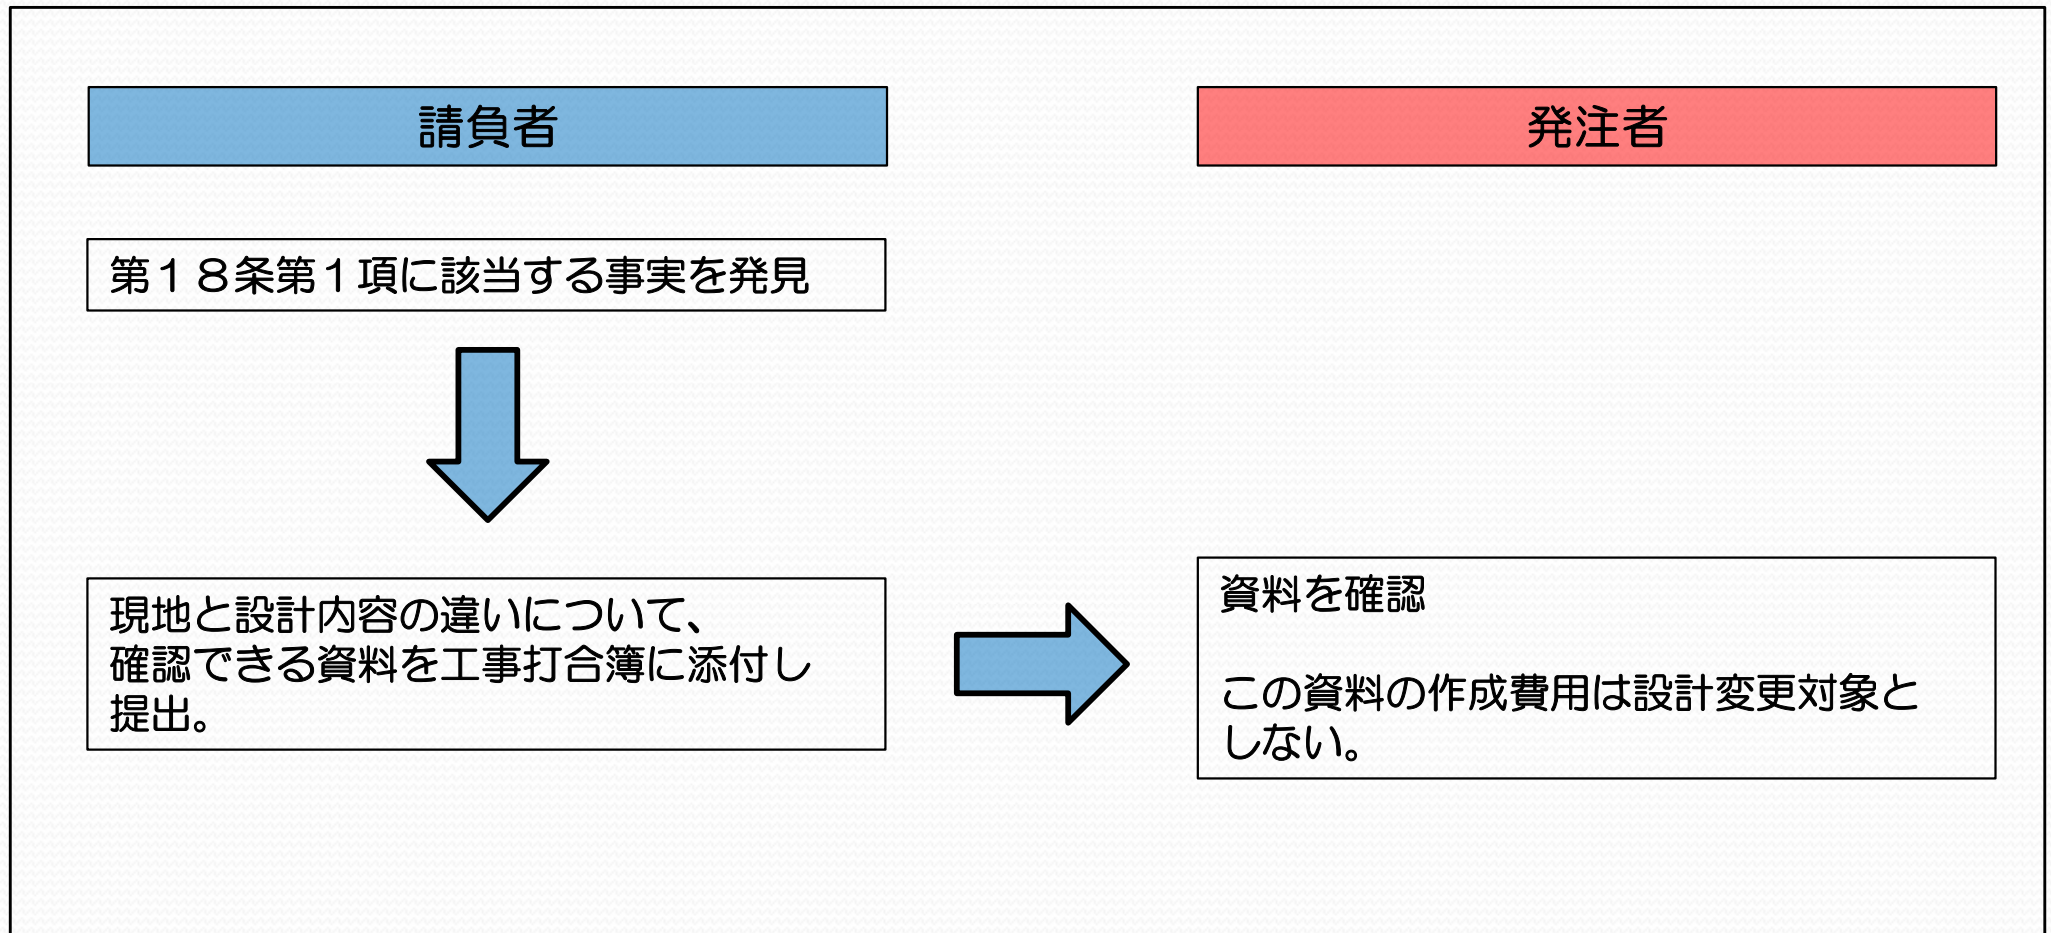 請負者
発注者
第１８条第１項に該当する事実を発見
現地と設計内容の違いについて、
確認できる資料を工事打合簿に添付し
提出。
資料を確認
この資料の作成費用は設計変更対象と
しない。